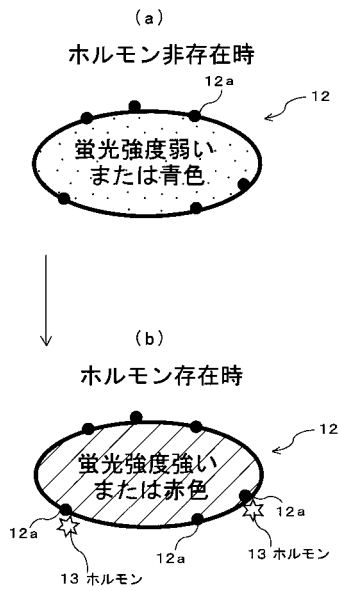 (a)
ホルモン非存在時
12a
12
蛍光強度弱い
または青色
(b)
ホルモン存在時
12
蛍光強度強い
または赤色
12a
12a
12a
13 ホルモン
13 ホルモン